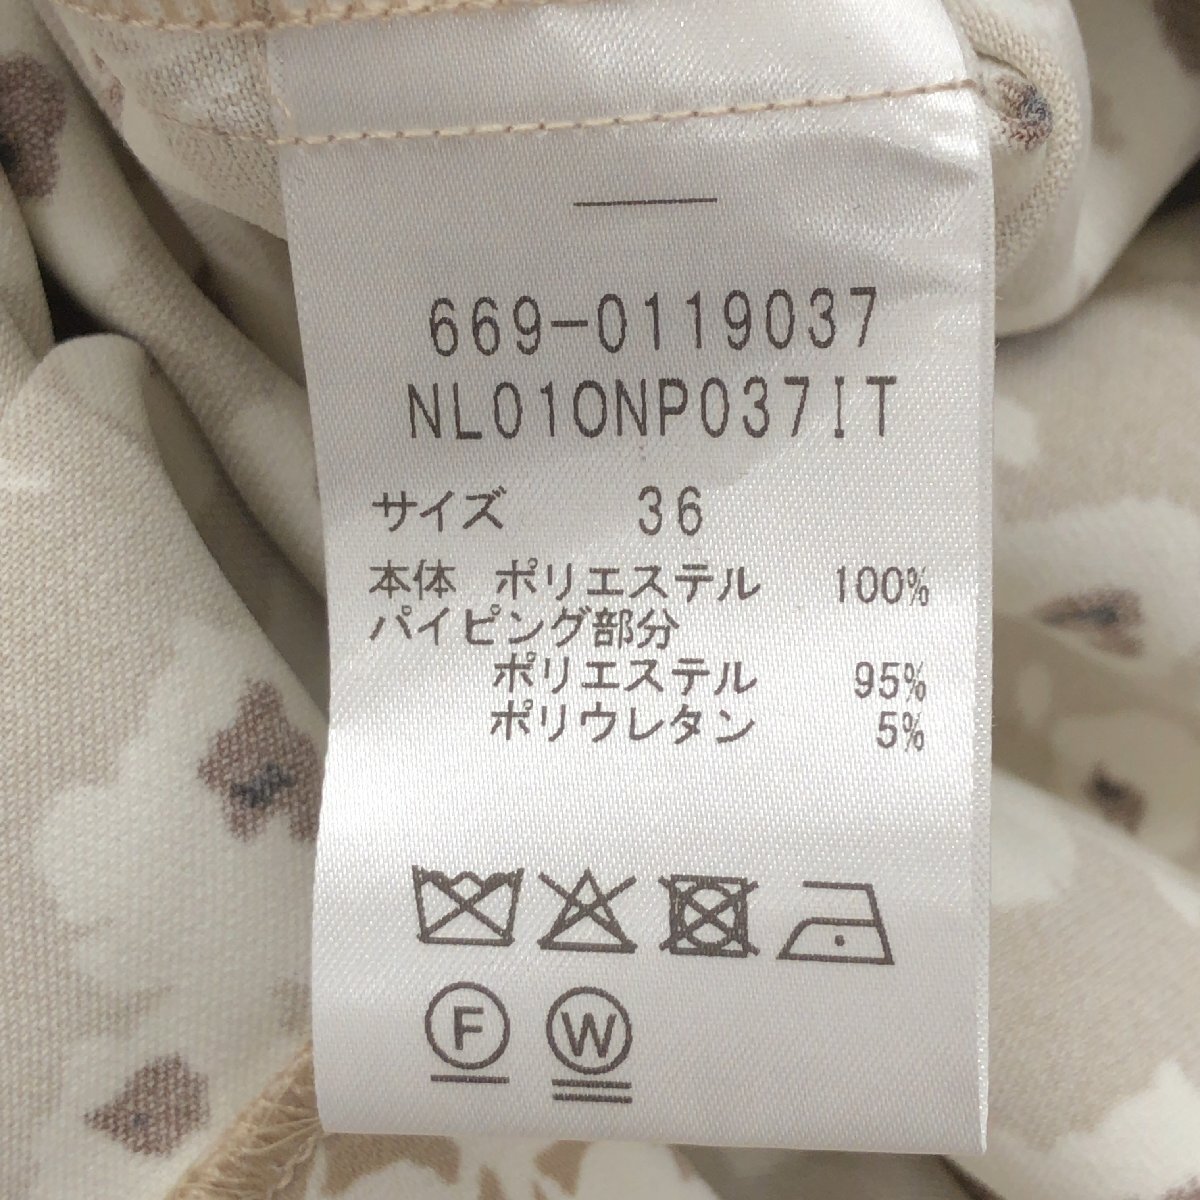 669-0119037
NL010NP037IT
サイズ 36
本体 ポリエステル 100%
パイピング部分
ポリエステル 95%
ポリウレタン 5%
F W